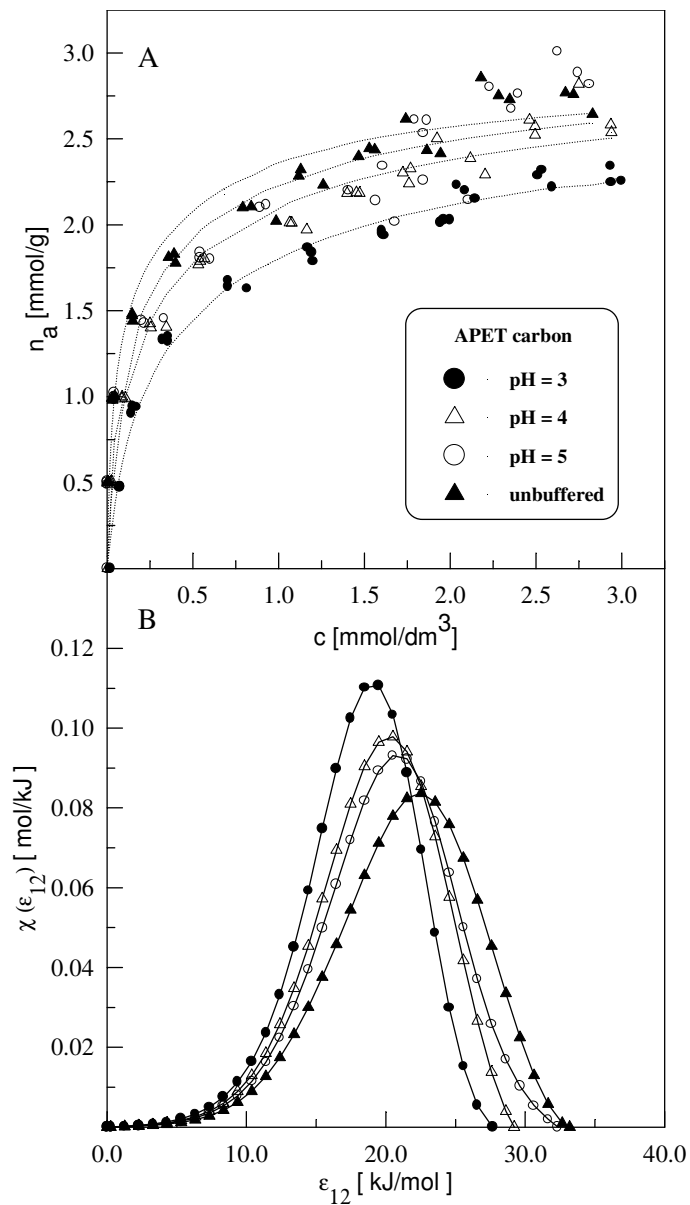 A
3.0
2.5
2.0
1.5
1.0
0.5
n_a [mmol/g]
APET carbon
pH = 3
pH = 4
pH = 5
unbuffered
0.5 1.0 1.5 2.0 2.5 3.0
c [mmol/dm³]
B
0.12
0.10
0.08
0.06
0.04
0.02
χ(ε₁₂) [ mol/kJ]
0.0 10.0 20.0 30.0 40.0
ε₁₂ [ kJ/mol]